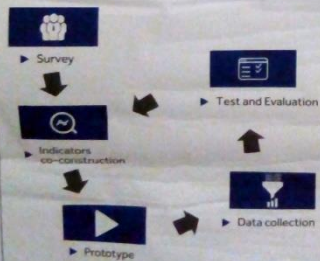 Survey
Indicators
co-construction
Prototype
Data collection
Test and Evaluation